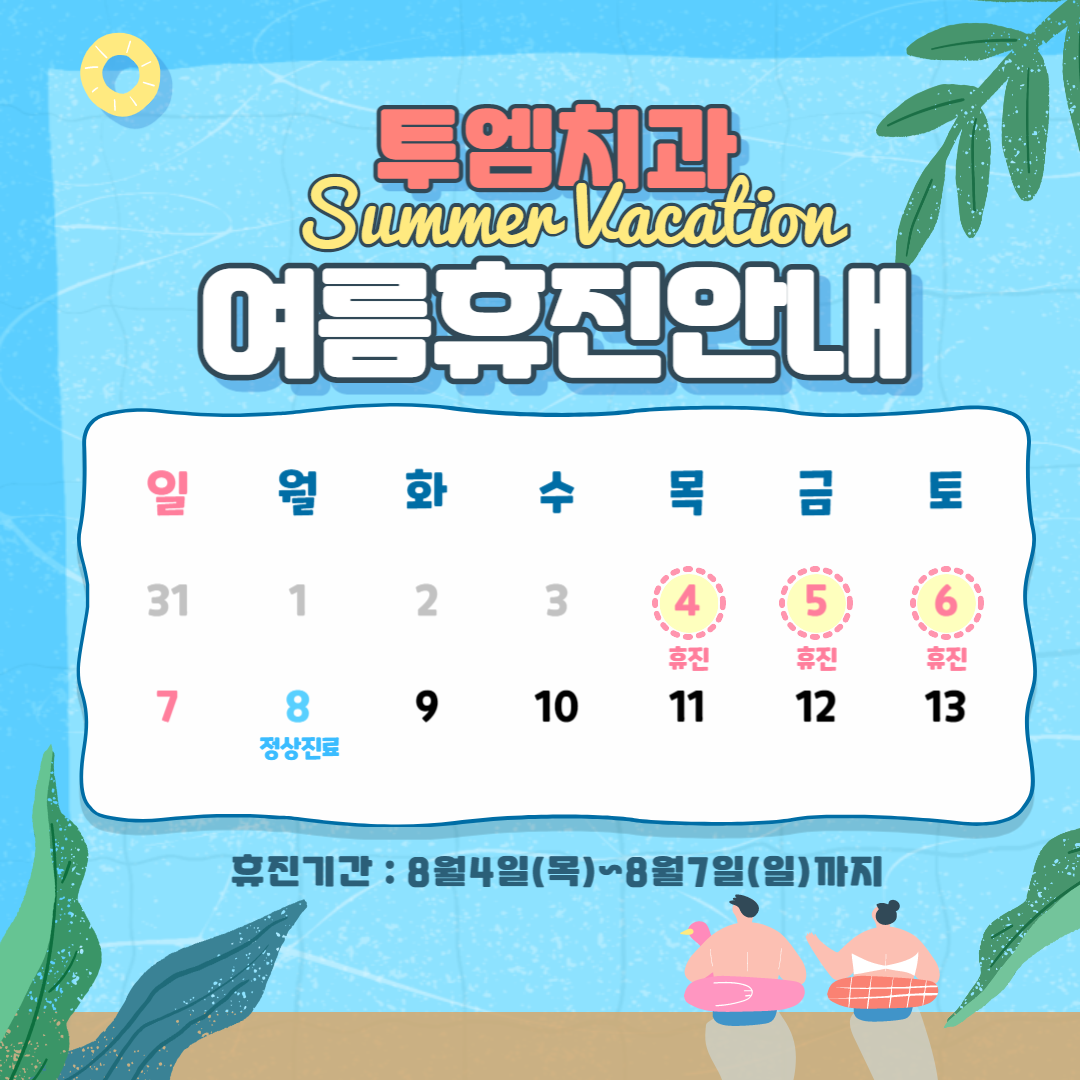 투엠치과
Summer Vacation
여름휴진안내
일 월 화 수 목 금 토
31 1 2 3 4 5 6
휴진 휴진 휴진
7 8 9 10 11 12 13
정상진료
휴진기간 : 8월4일(목)~8월7일(일)까지